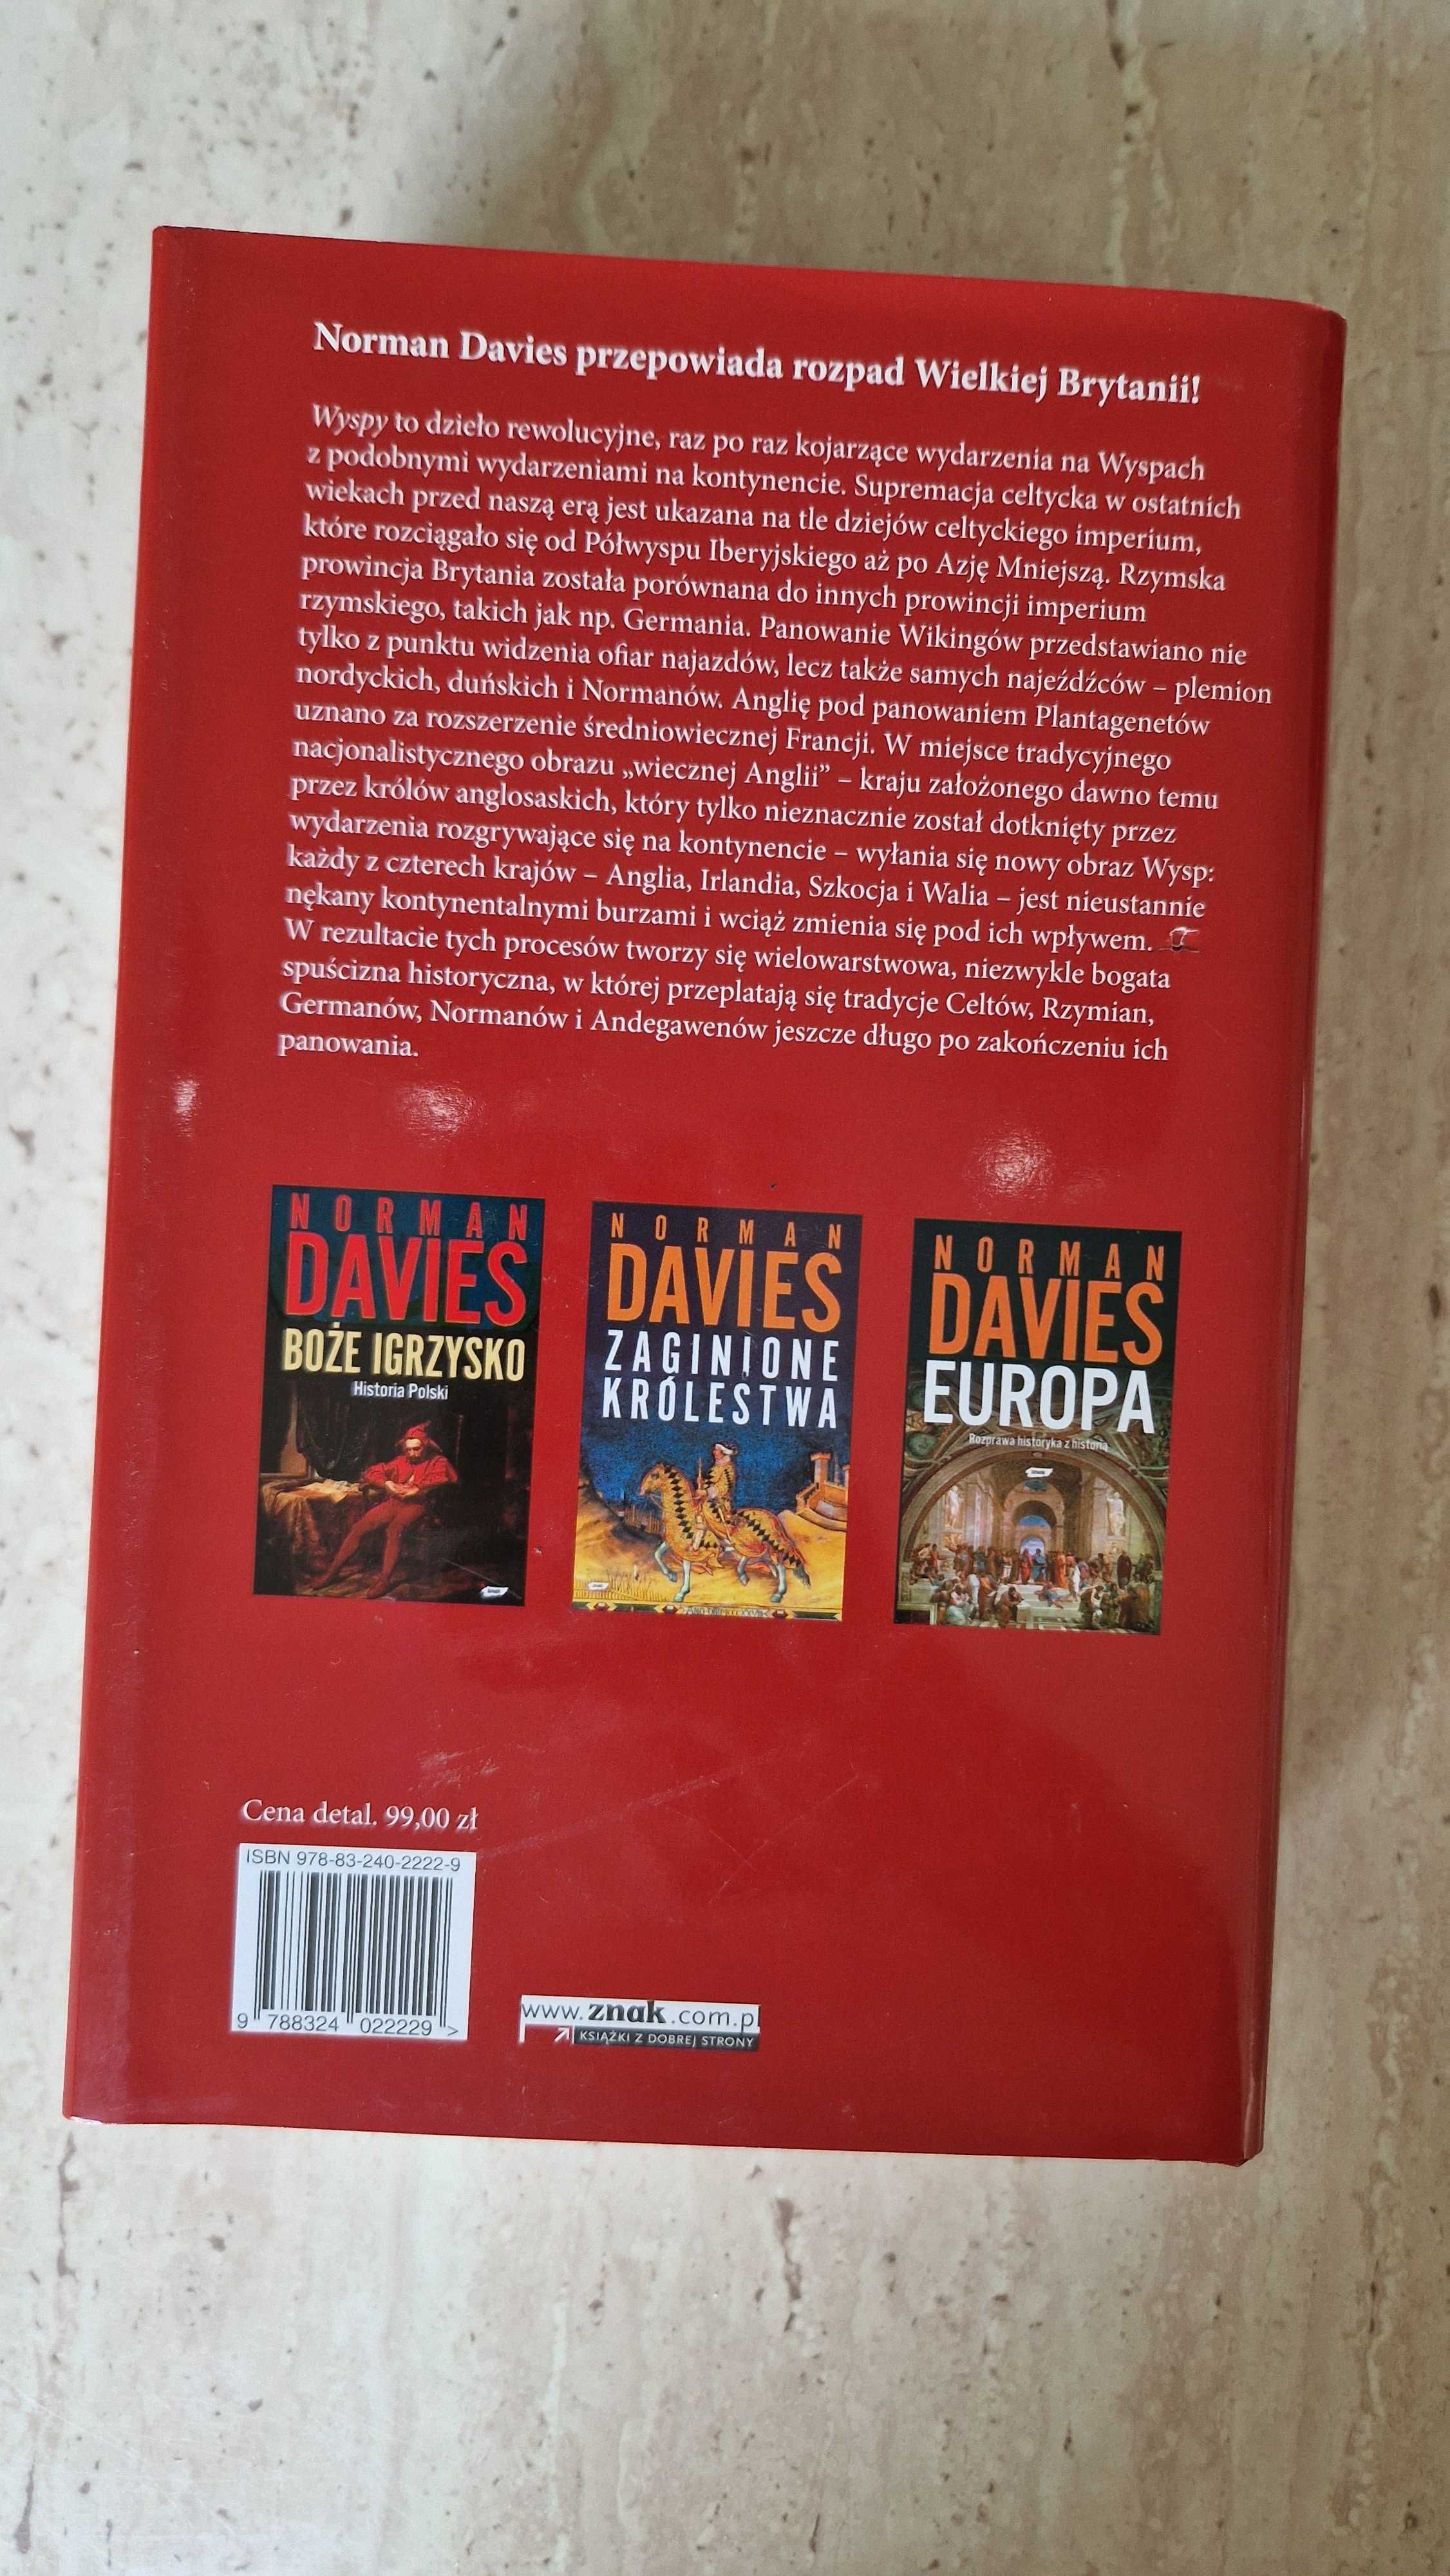 Norman Davies przepowiada rozpad Wielkiej Brytanii!
Wyspy to dzieło rewolucyjne, raz po raz kojarzące wydarzenia na Wyspach
z podobnymi wydarzeniami na kontynencie. Supremacja celtycka w ostatnich
wiekach przed naszą erą jest ukazana na tle dziejów celtyckiego imperium,
które rozciągało się od Półwyspu Iberyjskiego aż po Azję Mniejszą. Rzymska
prowincja Brytania została porównana do innych prowincji imperium
rzymskiego, takich jak np. Germania. Panowanie Wikingów przedstawiano nie
tylko z punktu widzenia ofiar najazdów, lecz także samych najeźdźców – plemion
nordyckich, duńskich i Normanów. Anglię pod panowaniem Plantagenetów
uznano za rozszerzenie średniowiecznej Francji. W miejsce tradycyjnego
nacjonalistycznego obrazu „wiecznej Anglii” – kraju założonego dawno temu
przez królów anglosaskich, który tylko nieznacznie został dotknięty przez
wydarzenia rozgrywające się na kontynencie – wyłania się nowy obraz Wysp:
każdy z czterech krajów – Anglia, Irlandia, Szkocja i Walia – jest nieustannie
nękany kontynentalnymi burzami i wciąż zmienia się pod ich wpływem.
W rezultacie tych procesów tworzy się wielowarstwowa, niezwykle bogata
spuścizna historyczna, w której przeplatają się tradycje Celtów, Rzymian,
Germanów, Normanów i Andegawenów jeszcze długo po zakończeniu ich
panowania.
NORMAN
DAVIES
BOŻE IGRZYSKO
Historia Polski
NORMAN
DAVIES
ZAGINIONE
KRÓLESTWA
NORMAN
DAVIES
EUROPA
Rozprawa historyka z historią
Cena detal. 99,00 zł
ISBN 978-83-240-2222-9
9 788324 022229 >
www.znak.com.pl
KSIĄŻKI Z DOBREJ STRONY